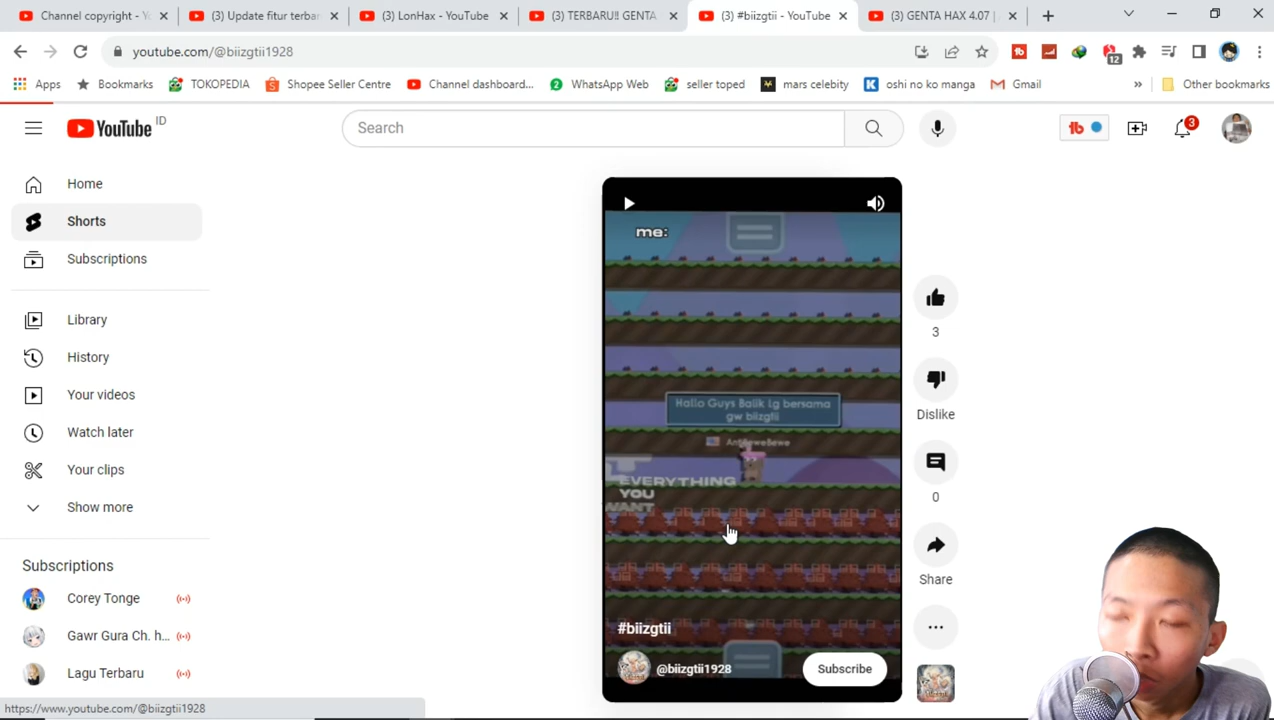 Channel copyright - Y
(3) Update fitur terbar
(3) LonHax - YouTube
(3) TERBARU!! GENTA
(3) #biizgtii - YouTube
(3) GENTA HAX 4.07 |
youtube.com/@biizgtii1928
12
Apps
Bookmarks
TOKOPEDIA
Shopee Seller Centre
Channel dashboard...
2
WhatsApp Web
seller toped
mars celebity
oshi no ko manga
Gmail
»
Other bookmarks
YouTube ID
Search
3
Home
Shorts
Subscriptions
Library
History
Your videos
Watch later
Your clips
Show more
Subscriptions
Corey Tonge
Gawr Gura Ch. h...
Lagu Terbaru
https://www.youtube.com/@biizgtii1928
me:
Hallo Guys Balik Lg bersama
gw biizgtii
EVERYTHING
YOU
WANT
#biizgtii
@biizgtii1928
Subscribe
3
Dislike
0
Share